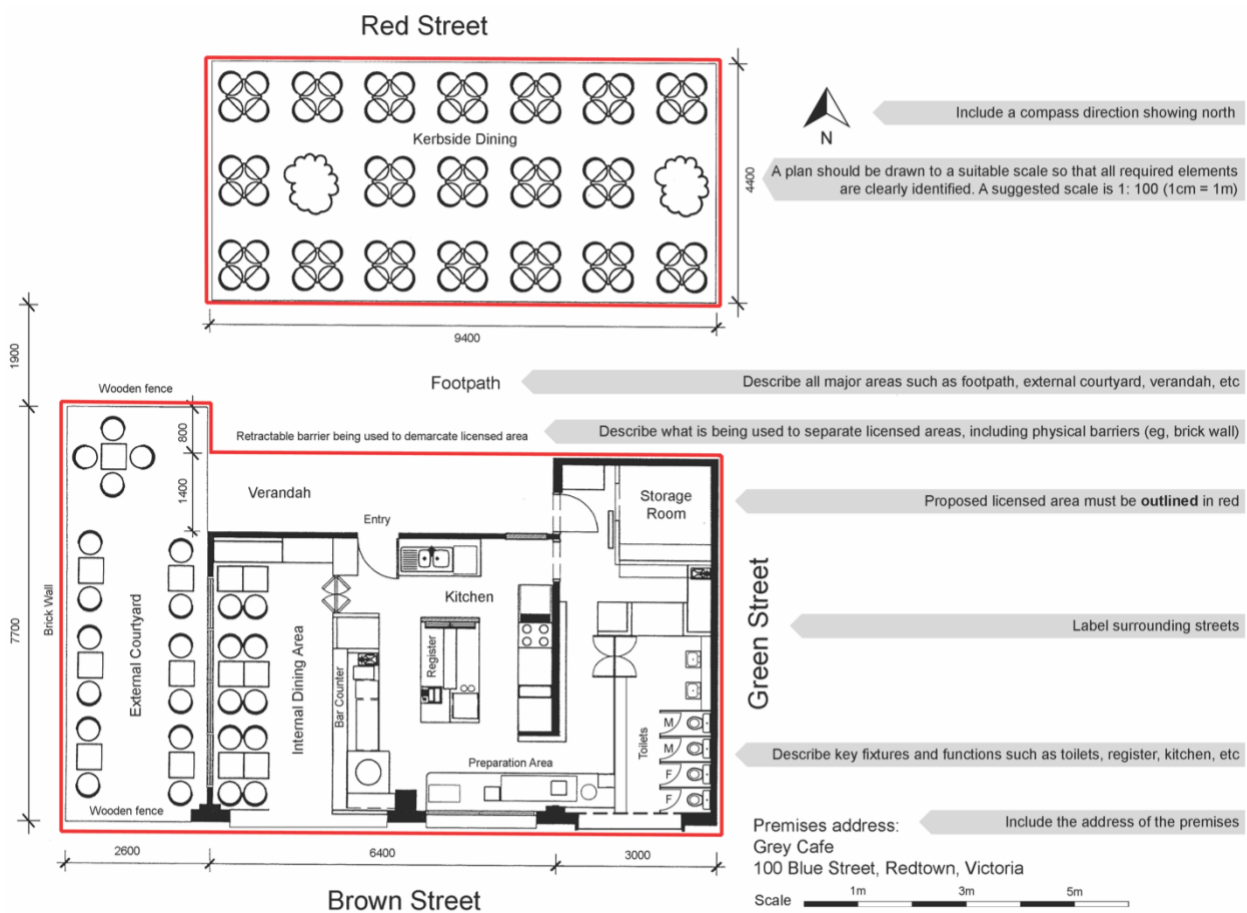 Red Street
Kerbside Dining
4400
9400
N
Include a compass direction showing north
A plan should be drawn to a suitable scale so that all required elements
are clearly identified. A suggested scale is 1: 100 (1cm = 1m)
1900
Wooden fence
Footpath
Describe all major areas such as footpath, external courtyard, verandah, etc
800
Retractable barrier being used to demarcate licensed area
Describe what is being used to separate licensed areas, including physical barriers (eg, brick wall)
1400
Verandah
Entry
Storage
Room
Proposed licensed area must be outlined in red
7700
Brick Wall
External Courtyard
Internal Dining Area
Bar Counter
Kitchen
Register
Green Street
Label surrounding streets
Toilets
M
M
F
F
Preparation Area
Describe key fixtures and functions such as toilets, register, kitchen, etc
Wooden fence
2600
6400
3000
Brown Street
Premises address:
Include the address of the premises
Grey Cafe
100 Blue Street, Redtown, Victoria
Scale
1m
3m
5m